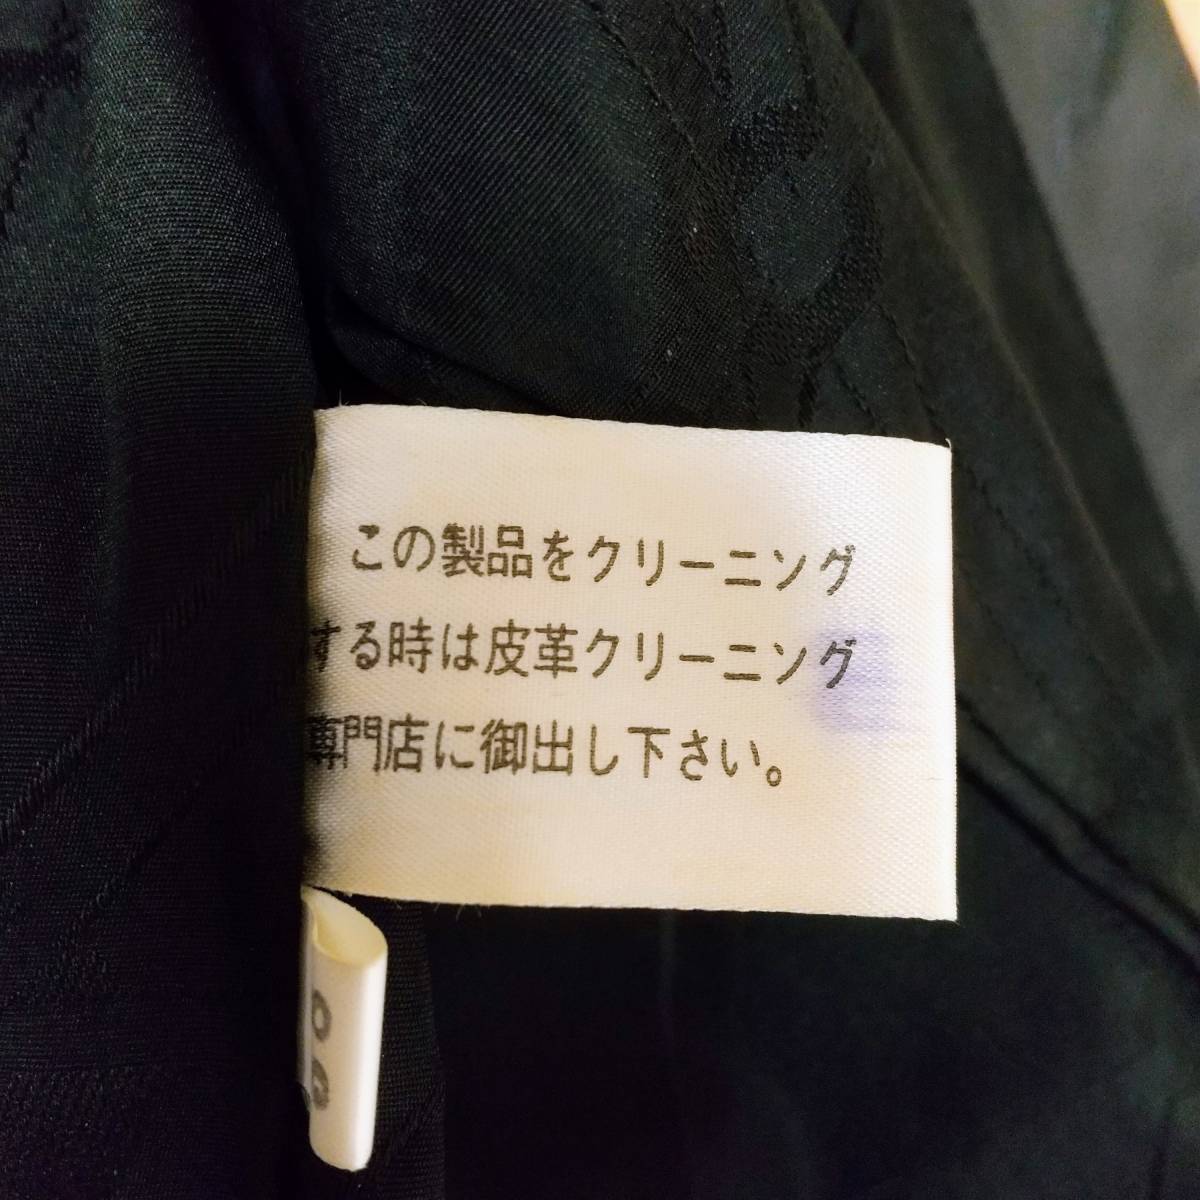 この製品をクリーニング
する時は皮革クリーニング
専門店に御出し下さい。